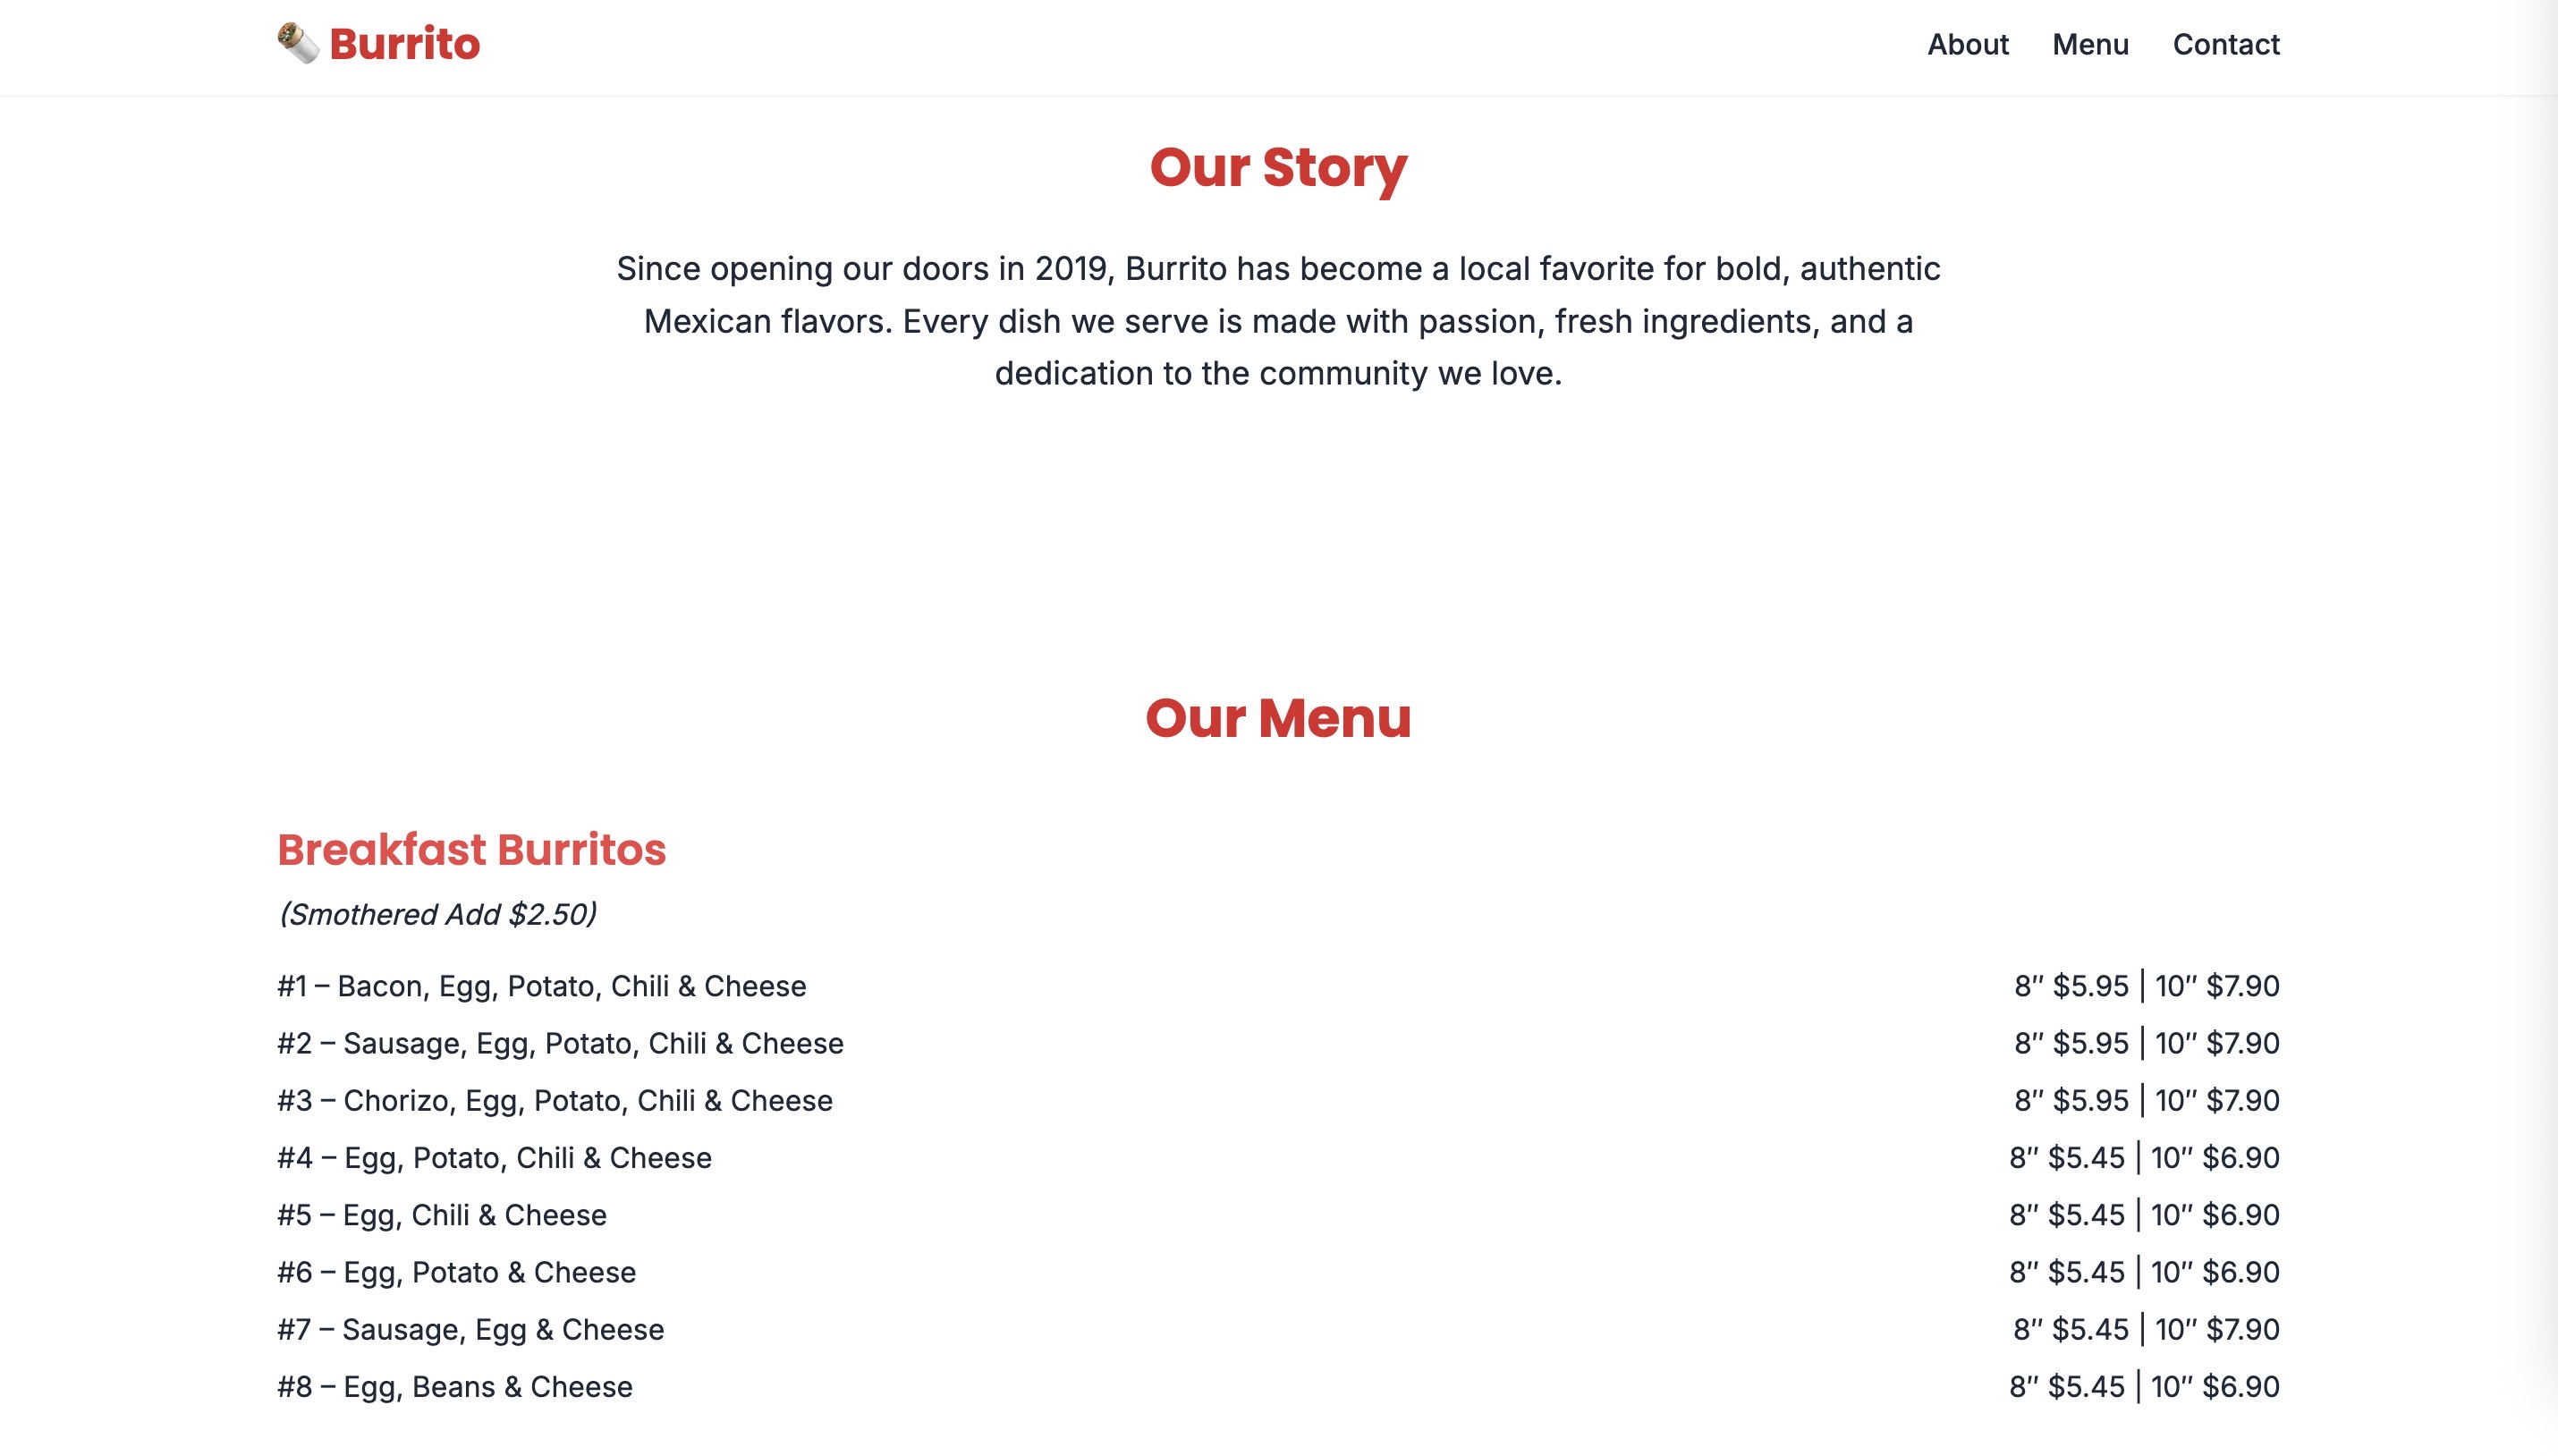 Burrito
About Menu Contact
Our Story
Since opening our doors in 2019, Burrito has become a local favorite for bold, authentic
Mexican flavors. Every dish we serve is made with passion, fresh ingredients, and a
dedication to the community we love.
Our Menu
Breakfast Burritos
(Smothered Add $2.50)
#1 – Bacon, Egg, Potato, Chili & Cheese 8″ $5.95 | 10″ $7.90
#2 – Sausage, Egg, Potato, Chili & Cheese 8″ $5.95 | 10″ $7.90
#3 – Chorizo, Egg, Potato, Chili & Cheese 8″ $5.95 | 10″ $7.90
#4 – Egg, Potato, Chili & Cheese 8″ $5.45 | 10″ $6.90
#5 – Egg, Chili & Cheese 8″ $5.45 | 10″ $6.90
#6 – Egg, Potato & Cheese 8″ $5.45 | 10″ $6.90
#7 – Sausage, Egg & Cheese 8″ $5.45 | 10″ $7.90
#8 – Egg, Beans & Cheese 8″ $5.45 | 10″ $6.90